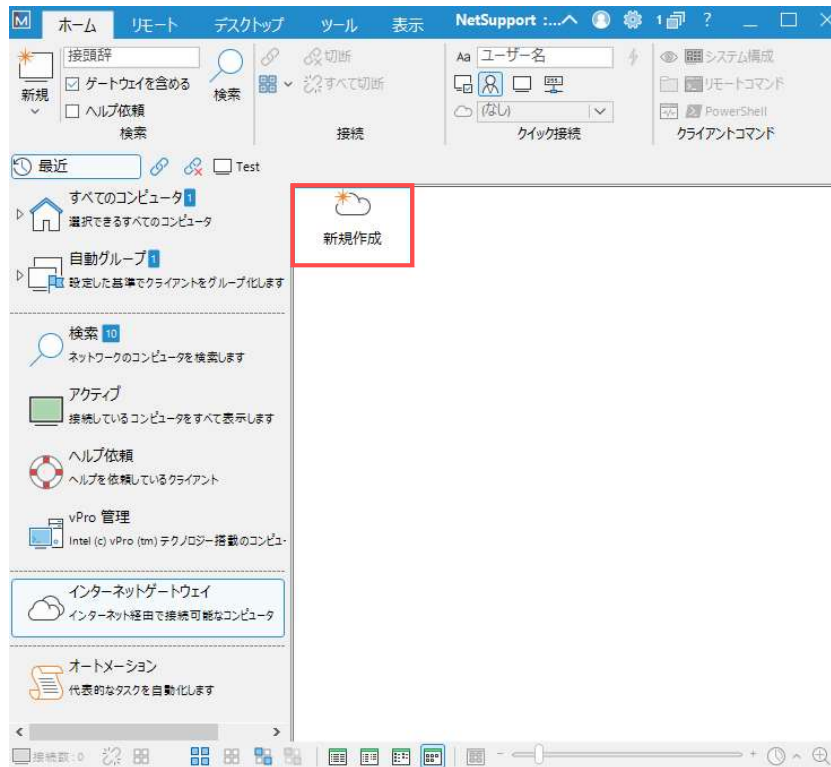 M ホーム リモート デスクトップ ツール 表示 NetSupport :... 1 ?
接頭辞
ゲートウェイを含める
ヘルプ依頼
新規
検索
検索
切断
すべて切断
接続
Aa ユーザー名
(なし)
クイック接続
システム構成
リモートコマンド
PowerShell
クライアントコマンド
最近 Test
すべてのコンピュータ 1
選択できるすべてのコンピュータ
自動グループ 1
設定した基準でクライアントをグループ化します
検索 10
ネットワークのコンピュータを検索します
アクティブ
接続しているコンピュータをすべて表示します
ヘルプ依頼
ヘルプを依頼しているクライアント
vPro 管理
Intel (c) vPro (tm) テクノロジー搭載のコンピュ-
インターネットゲートウェイ
インターネット経由で接続可能なコンピュータ
オートメーション
代表的なタスクを自動化します
新規作成
接続数: 0